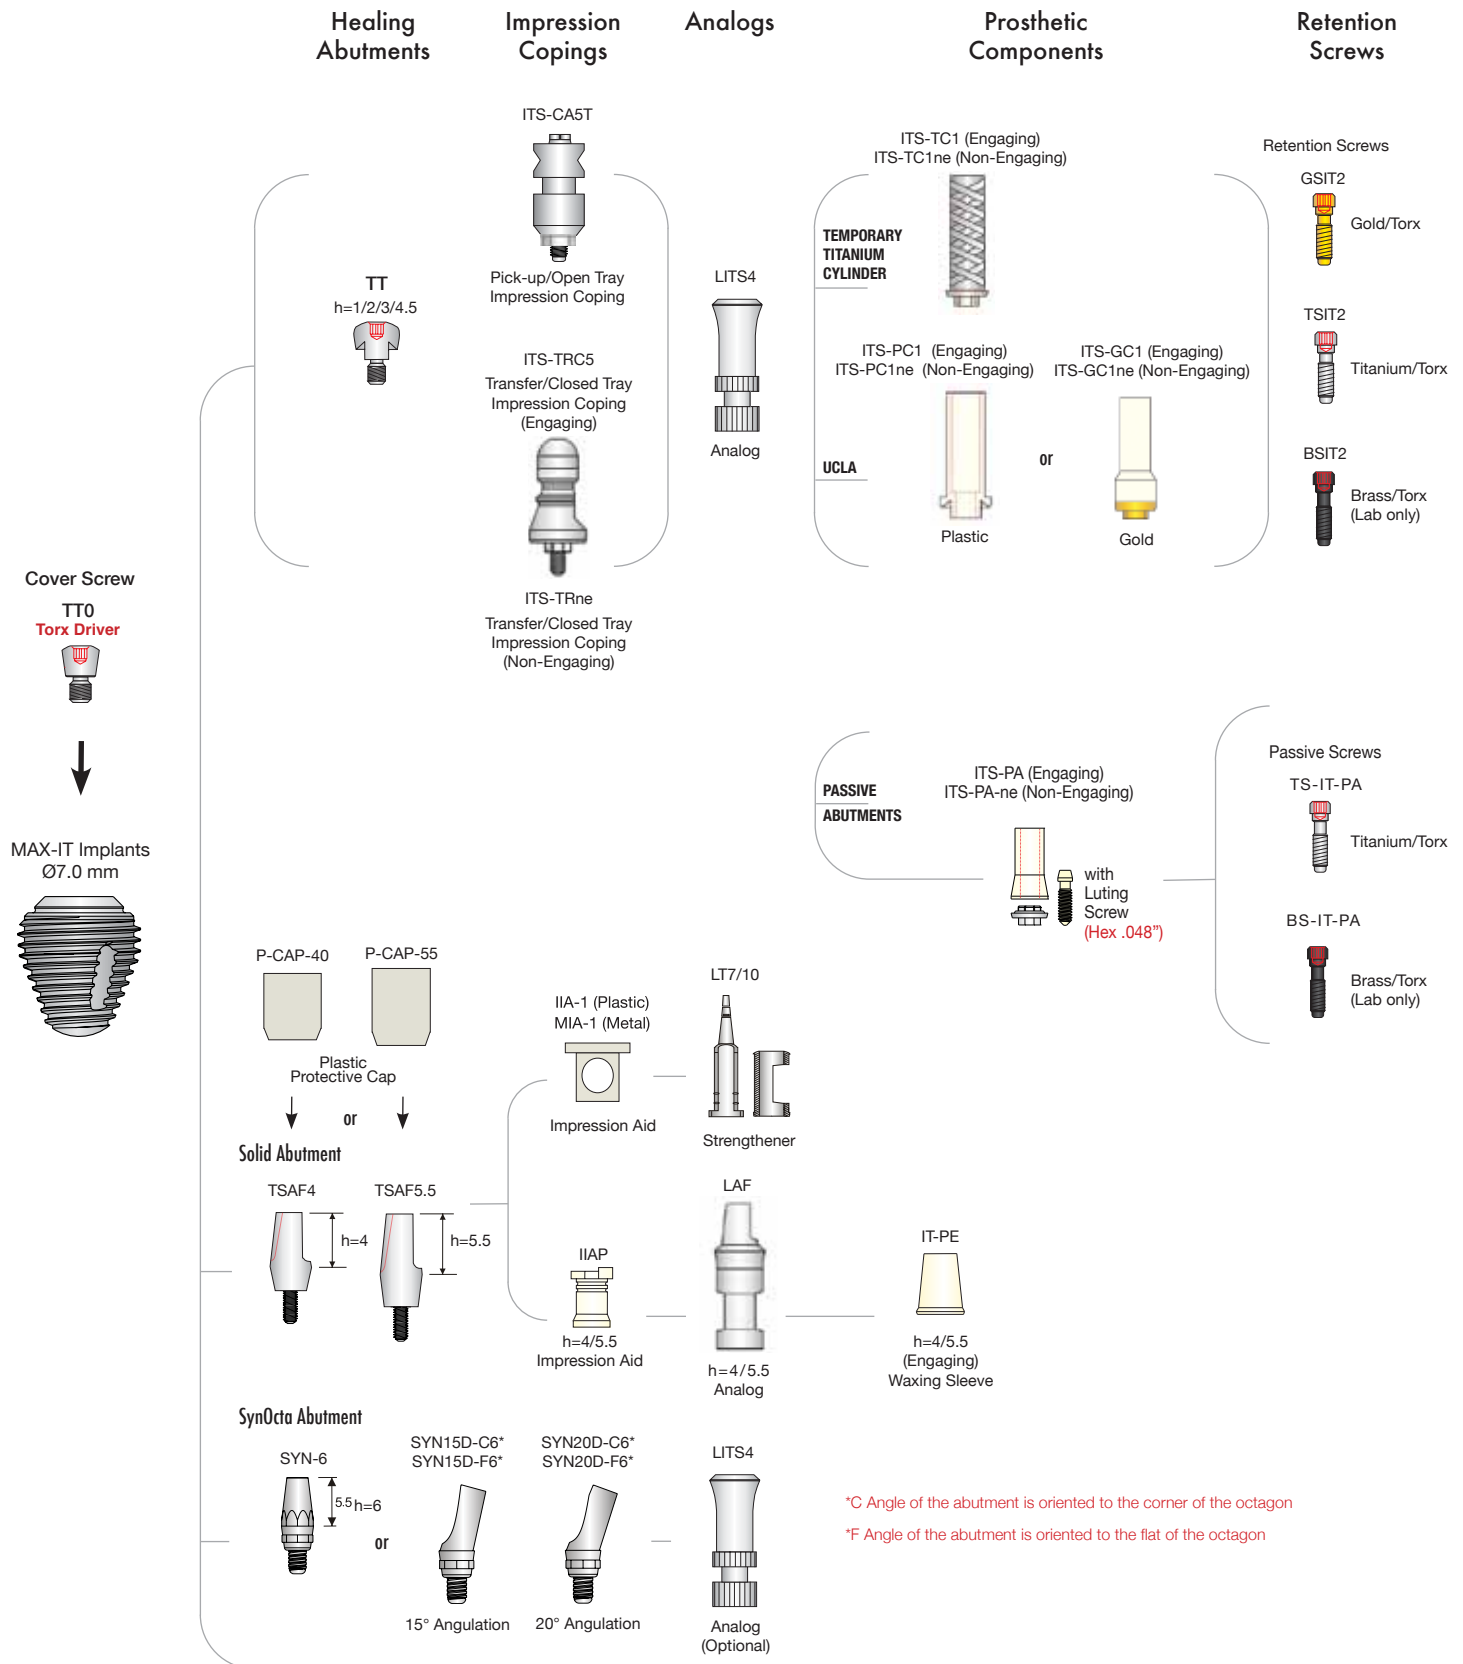 Healing
Abutments
Impression
Copings
Analogs
Prosthetic
Components
Retention
Screws
ITS-CA5T
Pick-up/Open Tray
Impression Coping
TT
h=1/2/3/4.5
ITS-TRC5
Transfer/Closed Tray
Impression Coping
(Engaging)
ITS-TRne
Transfer/Closed Tray
Impression Coping
(Non-Engaging)
LITS4
Analog
ITS-TC1 (Engaging)
ITS-TC1ne (Non-Engaging)
TEMPORARY
TITANIUM
CYLINDER
ITS-PC1 (Engaging)
ITS-PC1ne (Non-Engaging)
ITS-GC1 (Engaging)
ITS-GC1ne (Non-Engaging)
UCLA
or
Plastic
Gold
Retention Screws
GSIT2
Gold/Torx
TSIT2
Titanium/Torx
BSIT2
Brass/Torx
(Lab only)
Cover Screw
TT0
Torx Driver
MAX-IT Implants
Ø7.0 mm
PASSIVE
ABUTMENTS
ITS-PA (Engaging)
ITS-PA-ne (Non-Engaging)
with
Luting
Screw
(Hex .048”)
Passive Screws
TS-IT-PA
Titanium/Torx
BS-IT-PA
Brass/Torx
(Lab only)
P-CAP-40
P-CAP-55
Plastic
Protective Cap
or
Solid Abutment
TSAF4
h=4
TSAF5.5
h=5.5
IIA-1 (Plastic)
MIA-1 (Metal)
Impression Aid
LT7/10
Strengthener
IIAP
h=4/5.5
Impression Aid
LAF
h=4/5.5
Analog
IT-PE
h=4/5.5
(Engaging)
Waxing Sleeve
SynOcta Abutment
SYN-6
5.5 h=6
or
SYN15D-C6*
SYN15D-F6*
15° Angulation
SYN20D-C6*
SYN20D-F6*
20° Angulation
LITS4
Analog
(Optional)
*C Angle of the abutment is oriented to the corner of the octagon
*F Angle of the abutment is oriented to the flat of the octagon